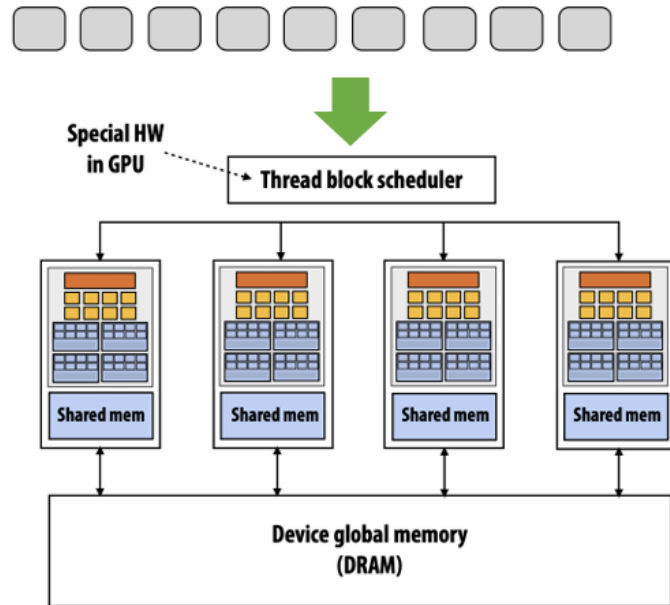 Special HW
in GPU
Thread block scheduler
Shared mem
Shared mem
Shared mem
Shared mem
Device global memory
(DRAM)